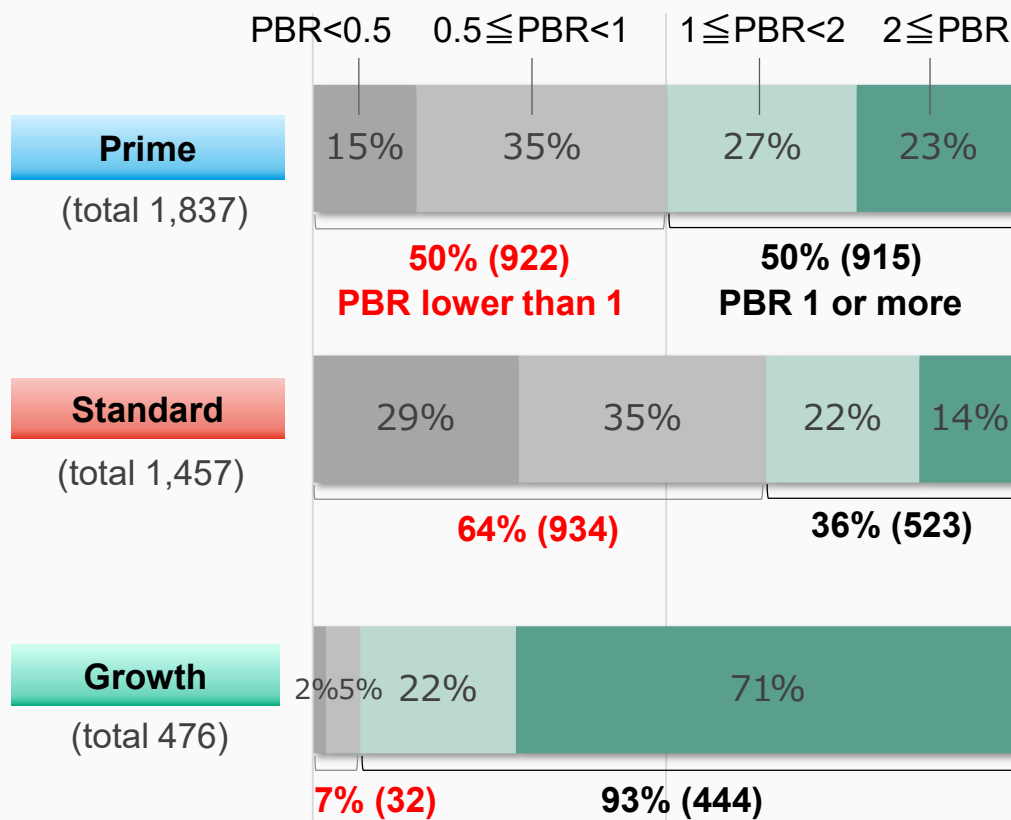 PBR<0.5 0.5≦PBR<1 1≦PBR<2 2≦PBR
Prime
(total 1,837)
15% 35% 27% 23%
50% (922)
PBR lower than 1
50% (915)
PBR 1 or more
Standard
(total 1,457)
29% 35% 22% 14%
64% (934)
36% (523)
Growth
(total 476)
2% 5% 22% 71%
7% (32)
93% (444)